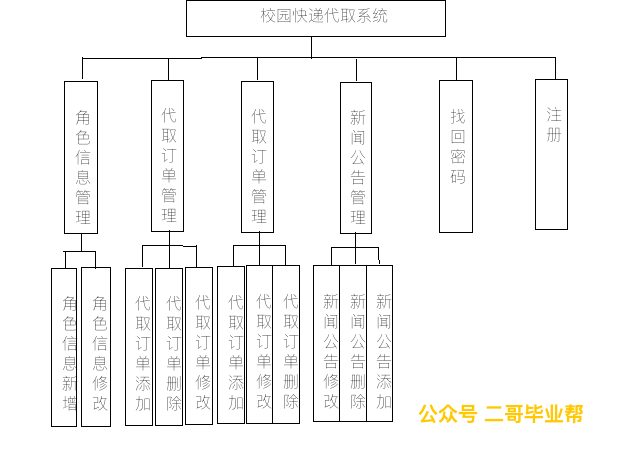 校园快递代取系统
角色信息管理
代取订单管理
代取订单管理
新闻公告管理
找回密码
注册
角色信息新增
角色信息修改
代取订单添加
代取订单删除
代取订单修改
代取订单添加
代取订单修改
代取订单删除
新闻公告修改
新闻公告删除
新闻公告添加
公众号 二哥毕业帮